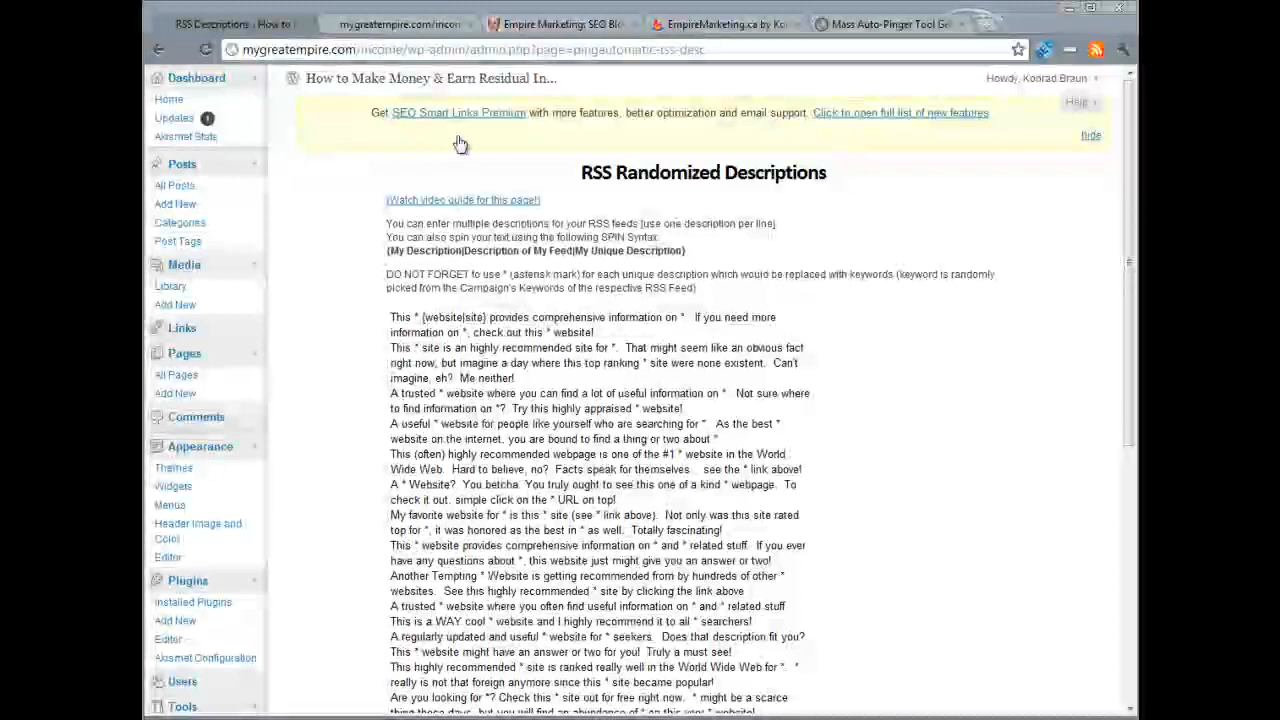 RSS Descriptions ‹ How to
mygreatempire.com/incom
Empire Marketing: SEO Blo
EmpireMarketing.ca by Ko
Mass Auto-Pinger Tool Ge
mygreatempire.com/income/wp-admin/admin.php?page=pingautomatic-rss-desc
How to Make Money & Earn Residual In...
Howdy, Konrad Braun
Help
Get SEO Smart Links Premium with more features, better optimization and email support. Click to open full list of new features
hide
Dashboard
Home
Updates 1
Akismet Stats
Posts
All Posts
Add New
Categories
Post Tags
Media
Library
Add New
Links
Pages
All Pages
Add New
Comments
Appearance
Themes
Widgets
Menus
Header Image and
Color
Editor
Plugins
Installed Plugins
Add New
Editor
Akismet Configuration
Users
Tools
RSS Randomized Descriptions
(Watch video guide for this page!)
You can enter multiple descriptions for your RSS feeds [use one description per line]
You can also spin your text using the following SPIN Syntax:
{My Description|Description of My Feed|My Unique Description}
DO NOT FORGET to use * (asterisk mark) for each unique description which would be replaced with keywords (keyword is randomly
picked from the Campaign's Keywords of the respective RSS Feed)
This * {website|site} provides comprehensive information on * If you need more
information on *, check out this * website!
This * site is an highly recommended site for *. That might seem like an obvious fact
right now, but imagine a day where this top ranking * site were none existent. Can't
imagine, eh? Me neither!
A trusted * website where you can find a lot of useful information on * Not sure where
to find information on *? Try this highly appraised * website!
A useful * website for people like yourself who are searching for * As the best *
website on the internet, you are bound to find a thing or two about *
This (often) highly recommended webpage is one of the #1 * website in the World
Wide Web. Hard to believe, no? Facts speak for themselves see the * link above!
A * Website? You betcha. You truly ought to see this one of a kind * webpage. To
check it out, simple click on the * URL on top!
My favorite website for * is this * site (see * link above). Not only was this site rated
top for *, it was honored as the best in * as well. Totally fascinating!
This * website provides comprehensive information on * and * related stuff. If you ever
have any questions about *, this website just might give you an answer or two!
Another Tempting * Website is getting recommended from by hundreds of other *
websites. See this highly recommended * site by clicking the link above
A trusted * website where you often find useful information on * and * related stuff
This is a WAY cool * website and I highly recommend it to all * searchers!
A regularly updated and useful * website for * seekers. Does that description fit you?
This * website might have an answer or two for you! Truly a must see!
This highly recommended * site is ranked really well in the World Wide Web for *. *
really is not that foreign anymore since this * site became popular!
Are you looking for *? Check this * site out for free right now. * might be a scarce
thing these days, but you will find an abundance of * on this very * website!